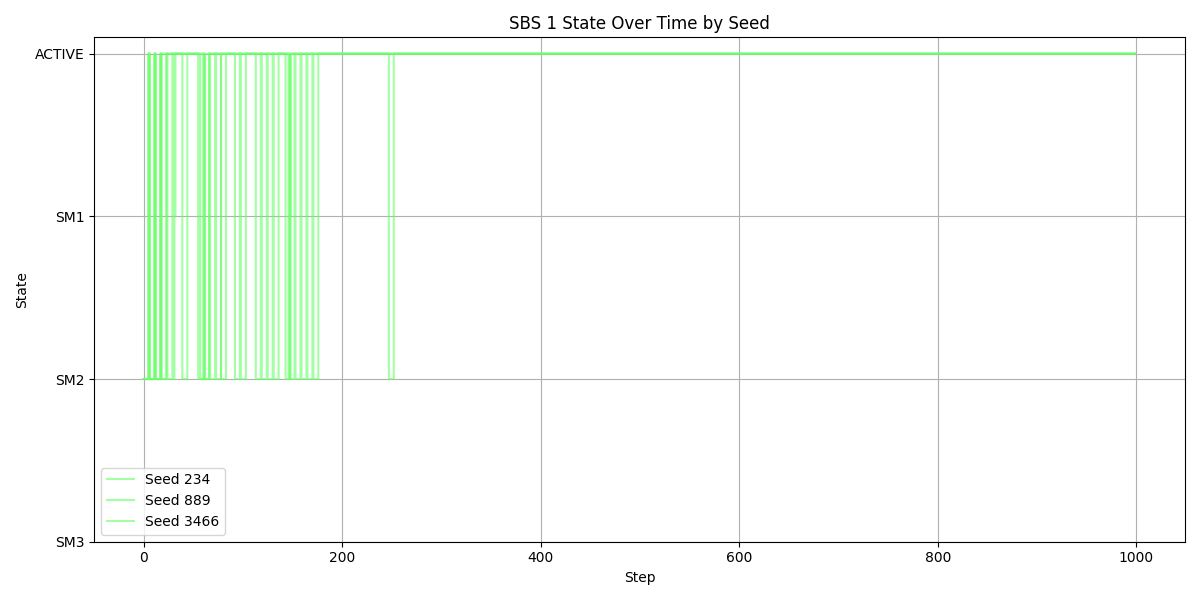 SBS 1 State Over Time by Seed
ACTIVE
SM1
SM2
SM3
State
Seed 234
Seed 889
Seed 3466
0 200 400 600 800 1000
Step